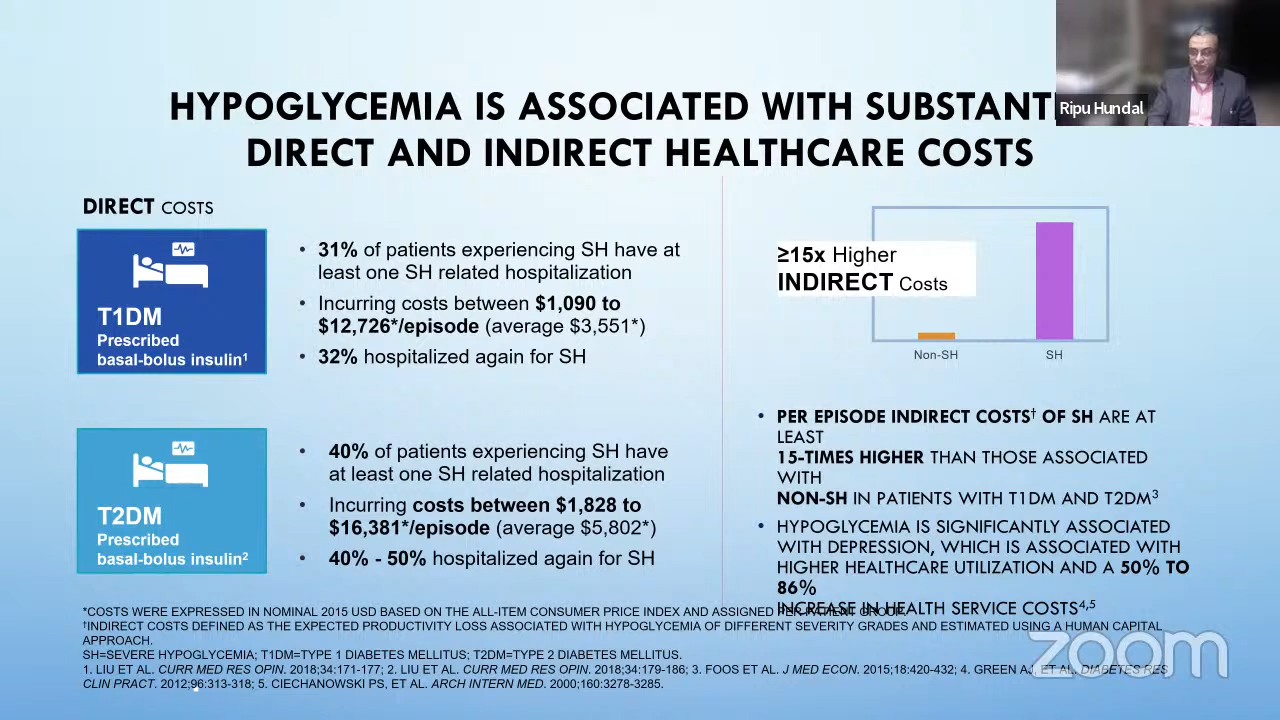 HYPOGLYCEMIA IS ASSOCIATED WITH SUBSTANT
DIRECT AND INDIRECT HEALTHCARE COSTS
Ripu Hundal
DIRECT COSTS
T1DM
Prescribed
basal-bolus insulin1
• 31% of patients experiencing SH have at
least one SH related hospitalization
• Incurring costs between $1,090 to
$12,726*/episode (average $3,551*)
• 32% hospitalized again for SH
T2DM
Prescribed
basal-bolus insulin2
• 40% of patients experiencing SH have
at least one SH related hospitalization
• Incurring costs between $1,828 to
$16,381*/episode (average $5,802*)
• 40% - 50% hospitalized again for SH
≥15x Higher
INDIRECT Costs
Non-SH
SH
• PER EPISODE INDIRECT COSTS† OF SH ARE AT
LEAST
15-TIMES HIGHER THAN THOSE ASSOCIATED
WITH
NON-SH IN PATIENTS WITH T1DM AND T2DM3
• HYPOGLYCEMIA IS SIGNIFICANTLY ASSOCIATED
WITH DEPRESSION, WHICH IS ASSOCIATED WITH
HIGHER HEALTHCARE UTILIZATION AND A 50% TO
86%
INCREASE IN HEALTH SERVICE COSTS4,5
*COSTS WERE EXPRESSED IN NOMINAL 2015 USD BASED ON THE ALL-ITEM CONSUMER PRICE INDEX AND ASSIGNED PER PATIENT GROUP.
†INDIRECT COSTS DEFINED AS THE EXPECTED PRODUCTIVITY LOSS ASSOCIATED WITH HYPOGLYCEMIA OF DIFFERENT SEVERITY GRADES AND ESTIMATED USING A HUMAN CAPITAL
APPROACH.
SH=SEVERE HYPOGLYCEMIA; T1DM=TYPE 1 DIABETES MELLITUS; T2DM=TYPE 2 DIABETES MELLITUS.
1. LIU ET AL. CURR MED RES OPIN. 2018;34:171-177; 2. LIU ET AL. CURR MED RES OPIN. 2018;34:179-186; 3. FOOS ET AL. J MED ECON. 2015;18:420-432; 4. GREEN AJ, ET AL. DIABETES RES
CLIN PRACT. 2012;96:313-318; 5. CIECHANOWSKI PS, ET AL. ARCH INTERN MED. 2000;160:3278-3285.
zoom